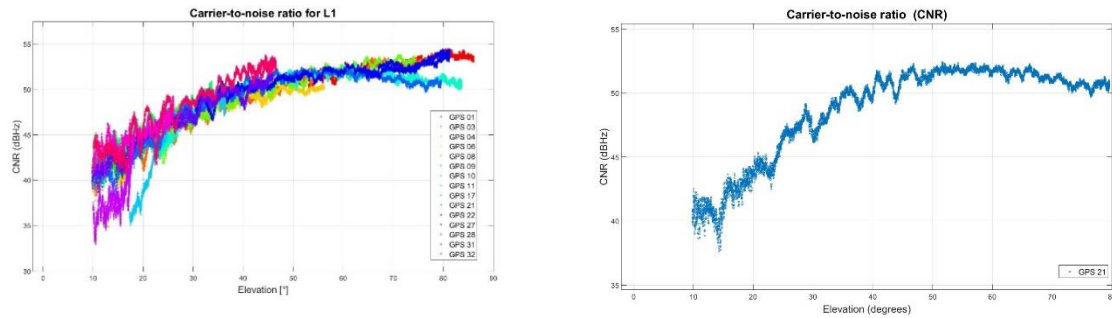 Carrier-to-noise ratio for L1
55
50
45
40
35
30
CNR (dBHz)
0 10 20 30 40 50 60 70 80 90
Elevation [°]
GPS 01
GPS 03
GPS 04
GPS 06
GPS 08
GPS 09
GPS 10
GPS 11
GPS 17
GPS 21
GPS 22
GPS 27
GPS 28
GPS 31
GPS 32
Carrier-to-noise ratio (CNR)
55
50
45
40
35
CNR (dBHz)
0 10 20 30 40 50 60 70 8
Elevation (degrees)
GPS 21